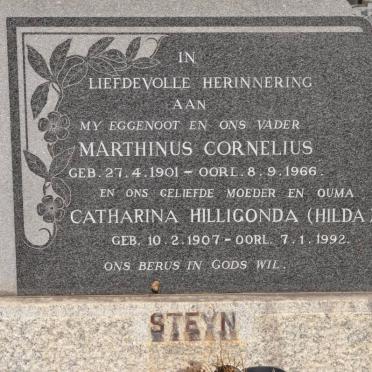 IN
LIEFDEVOLLE HERINNERING
AAN
MY EGGENOOT EN ONS VADER
MARTHINUS CORNELIUS
GEB. 27.4.1901 – OORL. 8.9.1966.
EN ONS GELIEFDE MOEDER EN OUMA
CATHARINA HILLIGONDA (HILDA)
GEB. 10.2.1907 – OORL. 7.1.1992.
ONS BERUS IN GODS WIL.
STEYN